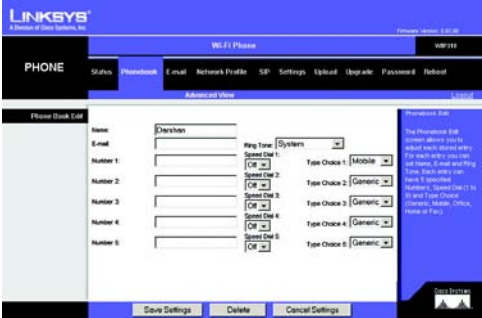 LINKSYS®
A Division of Cisco Systems, Inc.
Firmware Version: 0.03.00
Wi-Fi Phone
WIP310
PHONE
Status Phonebook E.mail Network Profile SIP Settings Upload Upgrade Password Reboot
Advanced View
Logout
Phone Book Edit
Name: Darshan
E-mail Ring Tone: System
Number 1: Speed Dial 1: Off Type Choice 1: Mobile
Number 2: Speed Dial 2: Off Type Choice 2: Generic
Number 3: Speed Dial 3: Off Type Choice 3: Generic
Number 4: Speed Dial 4: Off Type Choice 4: Generic
Number 5: Speed Dial 5: Off Type Choice 5: Generic
Phonebook Edit
The Phonebook Edit
screen allows you to
adjust each stored entry.
For each entry you can
set Name, E-mail and Ring
Tone. Each entry can
have 5 specified
Numbers, Speed Dial (1 to
9) and Type Choice
(Generic, Mobile, Office,
Home or Fax).
Save Settings Delete Cancel Settings
Cisco Systems